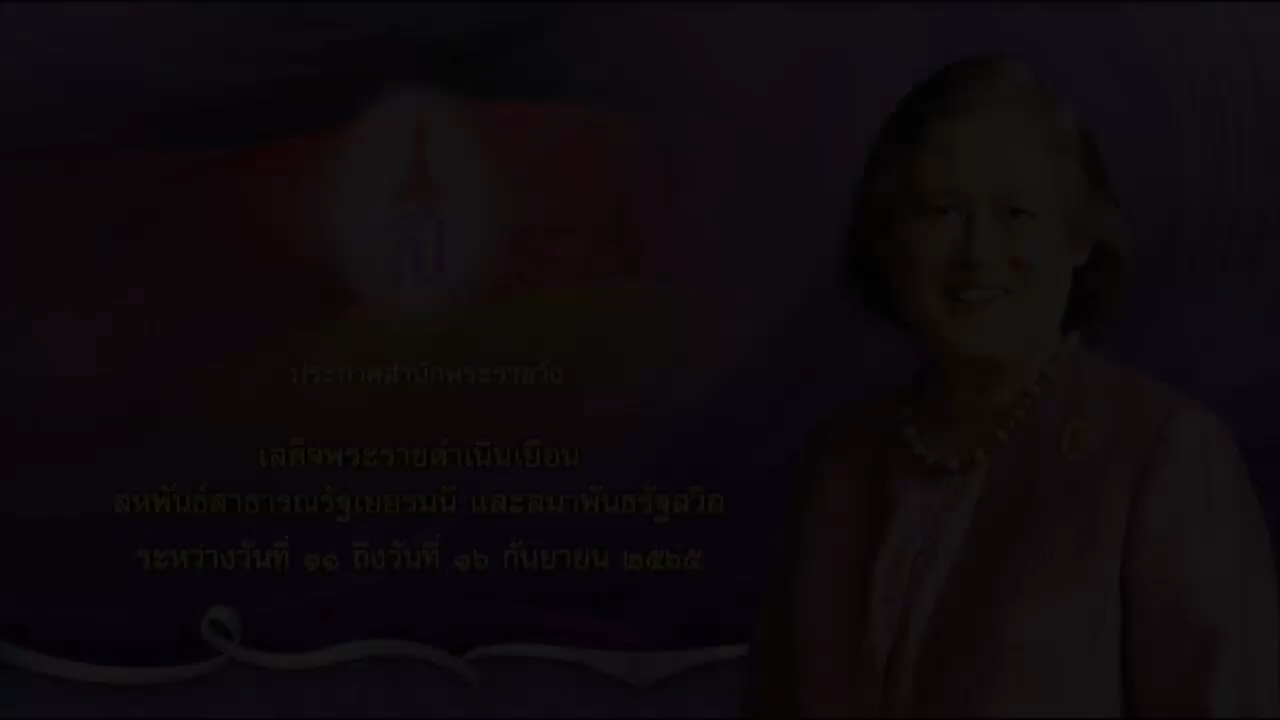 ประกาศสำนักพระราชวัง
เสด็จพระราชดำเนินเยือน
สหพันธ์สาธารณรัฐเยอรมนี และสมาพันธรัฐสวิส
ระหว่างวันที่ ๑๑ ถึงวันที่ ๑๖ กันยายน ๒๕๖๕